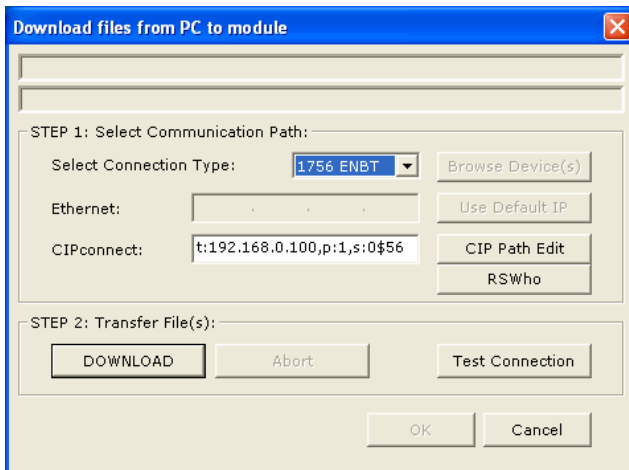 Download files from PC to module
STEP 1: Select Communication Path:
Select Connection Type: 1756 ENBT Browse Device(s)
Ethernet: . . . Use Default IP
CIPconnect: t:192.168.0.100,p:1,s:0$56 CIP Path Edit
RSWho
STEP 2: Transfer File(s):
DOWNLOAD Abort Test Connection
OK Cancel